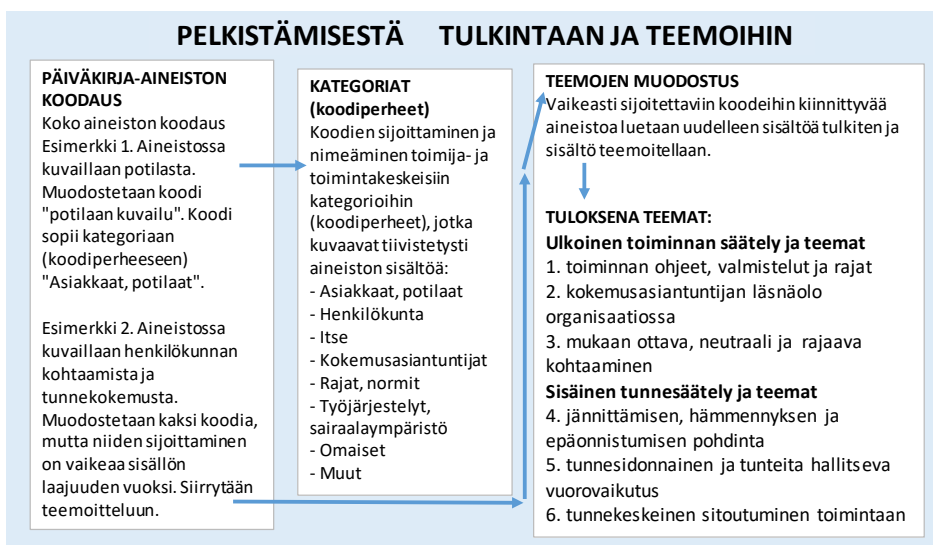 PELKISTÄMISESTÄ TULKINTAAN JA TEEMOIHIN
PÄIVÄKIRJA-AINEISTON
KOODAUS
Koko aineiston koodaus
Esimerkki 1. Aineistossa
kuvaillaan potilasta.
Muodostetaan koodi
"potilaan kuvailu". Koodi
sopii kategoriaan
(koodiperheeseen)
"Asiakkaat, potilaat".
Esimerkki 2. Aineistossa
kuvaillaan henkilökunnan
kohtaamista ja
tunnekokemusta.
Muodostetaan kaksi koodia,
mutta niiden sijoittaminen
on vaikeaa sisällön
laajuuden vuoksi. Siirrytään
teemoitteluun.
KATEGORIAT
(koodiperheet)
Koodien sijoittaminen ja
nimeäminen toimija- ja
toimintakeskeisiin
kategorioihin
(koodiperheet), jotka
kuvaavat tiivistetysti
aineiston sisältöä:
- Asiakkaat, potilaat
- Henkilökunta
- Itse
- Kokemusasiantuntijat
- Rajat, normit
- Työjärjestelyt,
sairaalaympäristö
- Omaiset
- Muut
TEEMOJEN MUODOSTUS
Vaikeasti sijoitettaviin koodeihin kiinnittyvää
aineistoa luetaan uudelleen sisältöä tulkiten ja
sisältö teemoitellaan.
TULOKSENA TEEMAT:
Ulkoinen toiminnan säätely ja teemat
1. toiminnan ohjeet, valmistelut ja rajat
2. kokemusasiantuntijan läsnäolo
organisaatiossa
3. mukaan ottava, neutraali ja rajaava
kohtaaminen
Sisäinen tunnesäätely ja teemat
4. jännittämisen, hämmennyksen ja
epäonnistumisen pohdinta
5. tunnesidonnainen ja tunteita hallitseva
vuorovaikutus
6. tunnekeskeinen sitoutuminen toimintaan